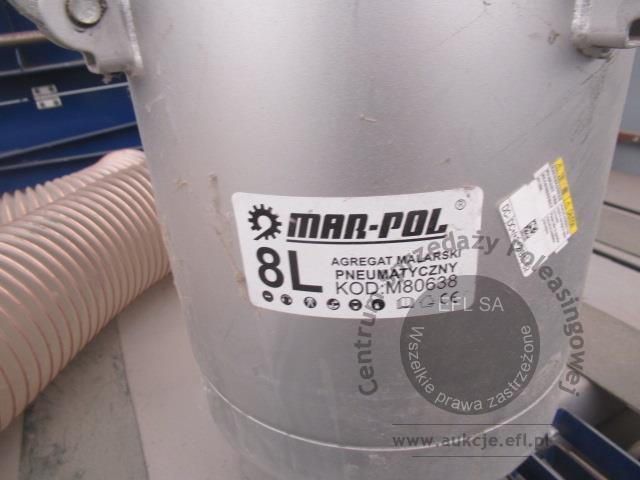 MAR-POL ®
8L
AGREGAT MALARSKI
PNEUMATYCZNY
KOD:M80638
CE
Centrum sprzedaży poleasingowej
EFL SA
Wszelkie prawa zastrzeżone
www.aukcje.efl.pl